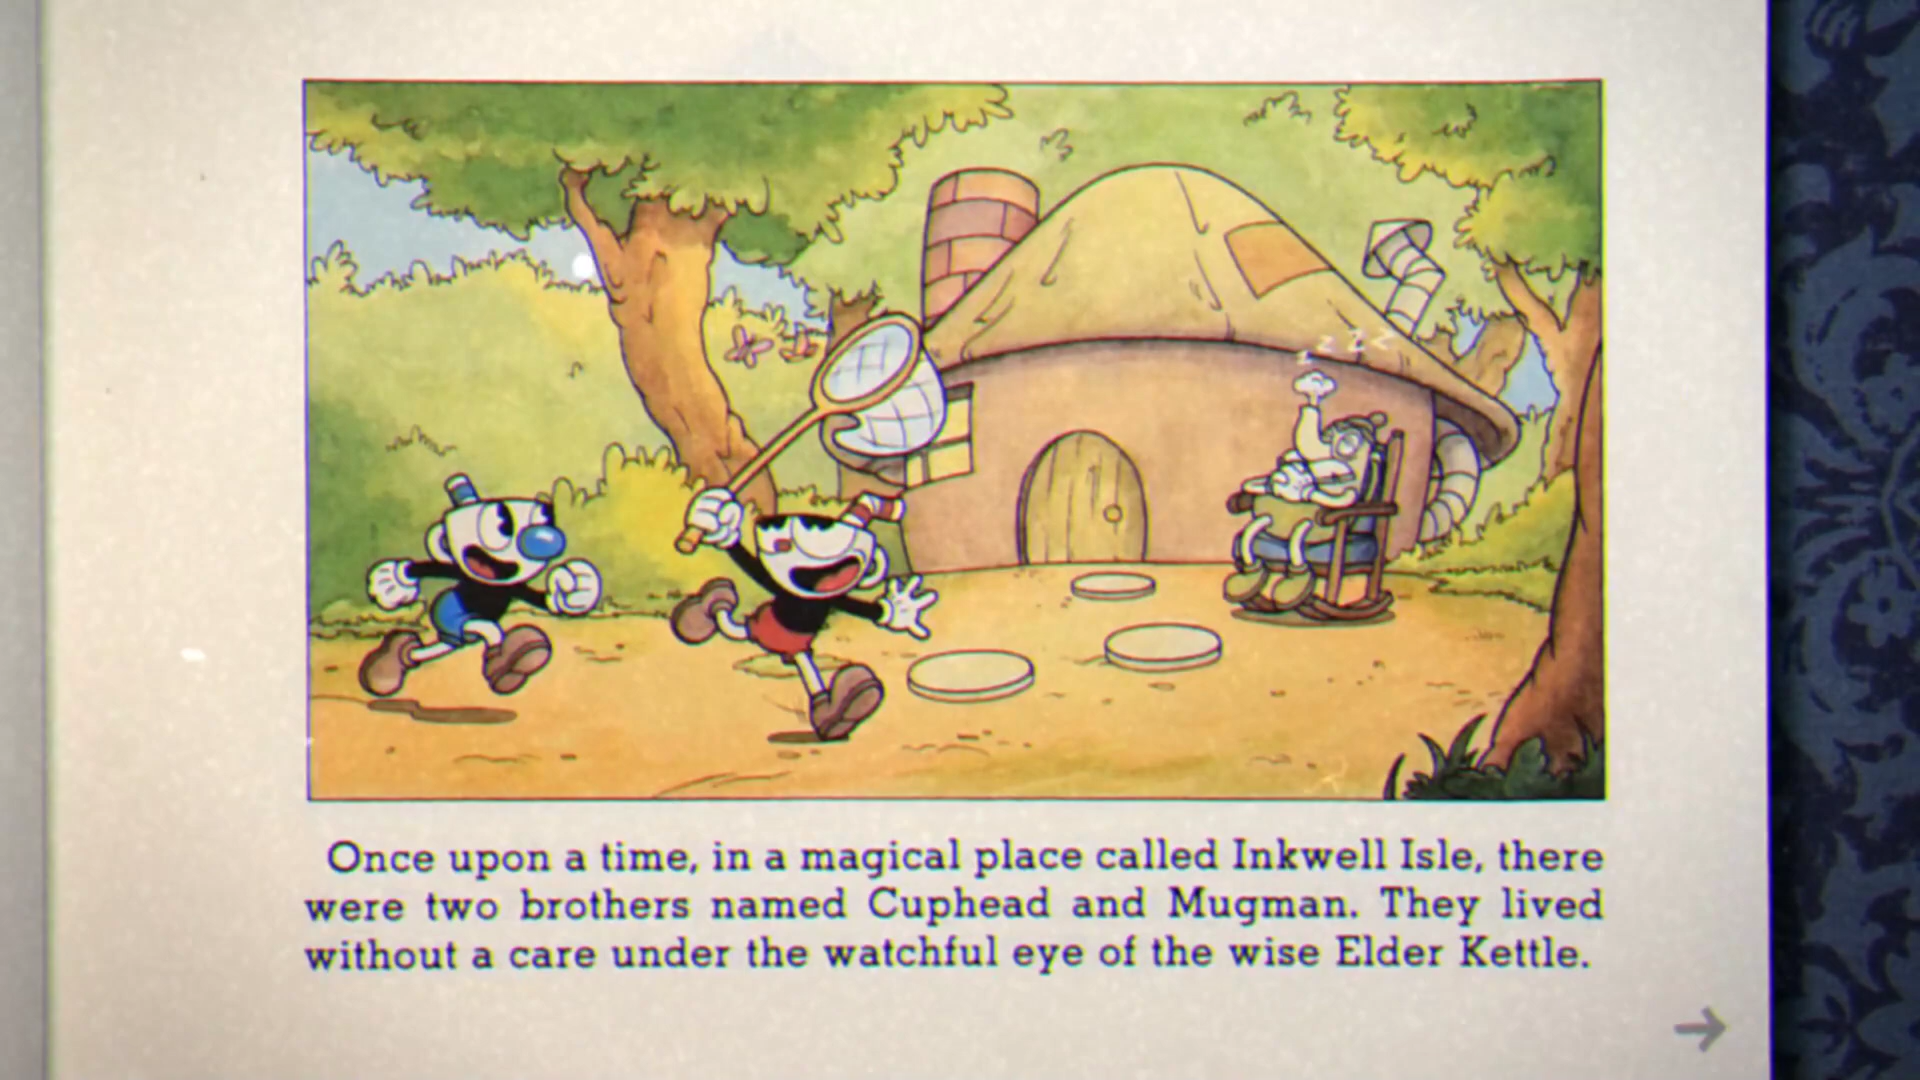 z z z z
Once upon a time, in a magical place called Inkwell Isle, there
were two brothers named Cuphead and Mugman. They lived
without a care under the watchful eye of the wise Elder Kettle.